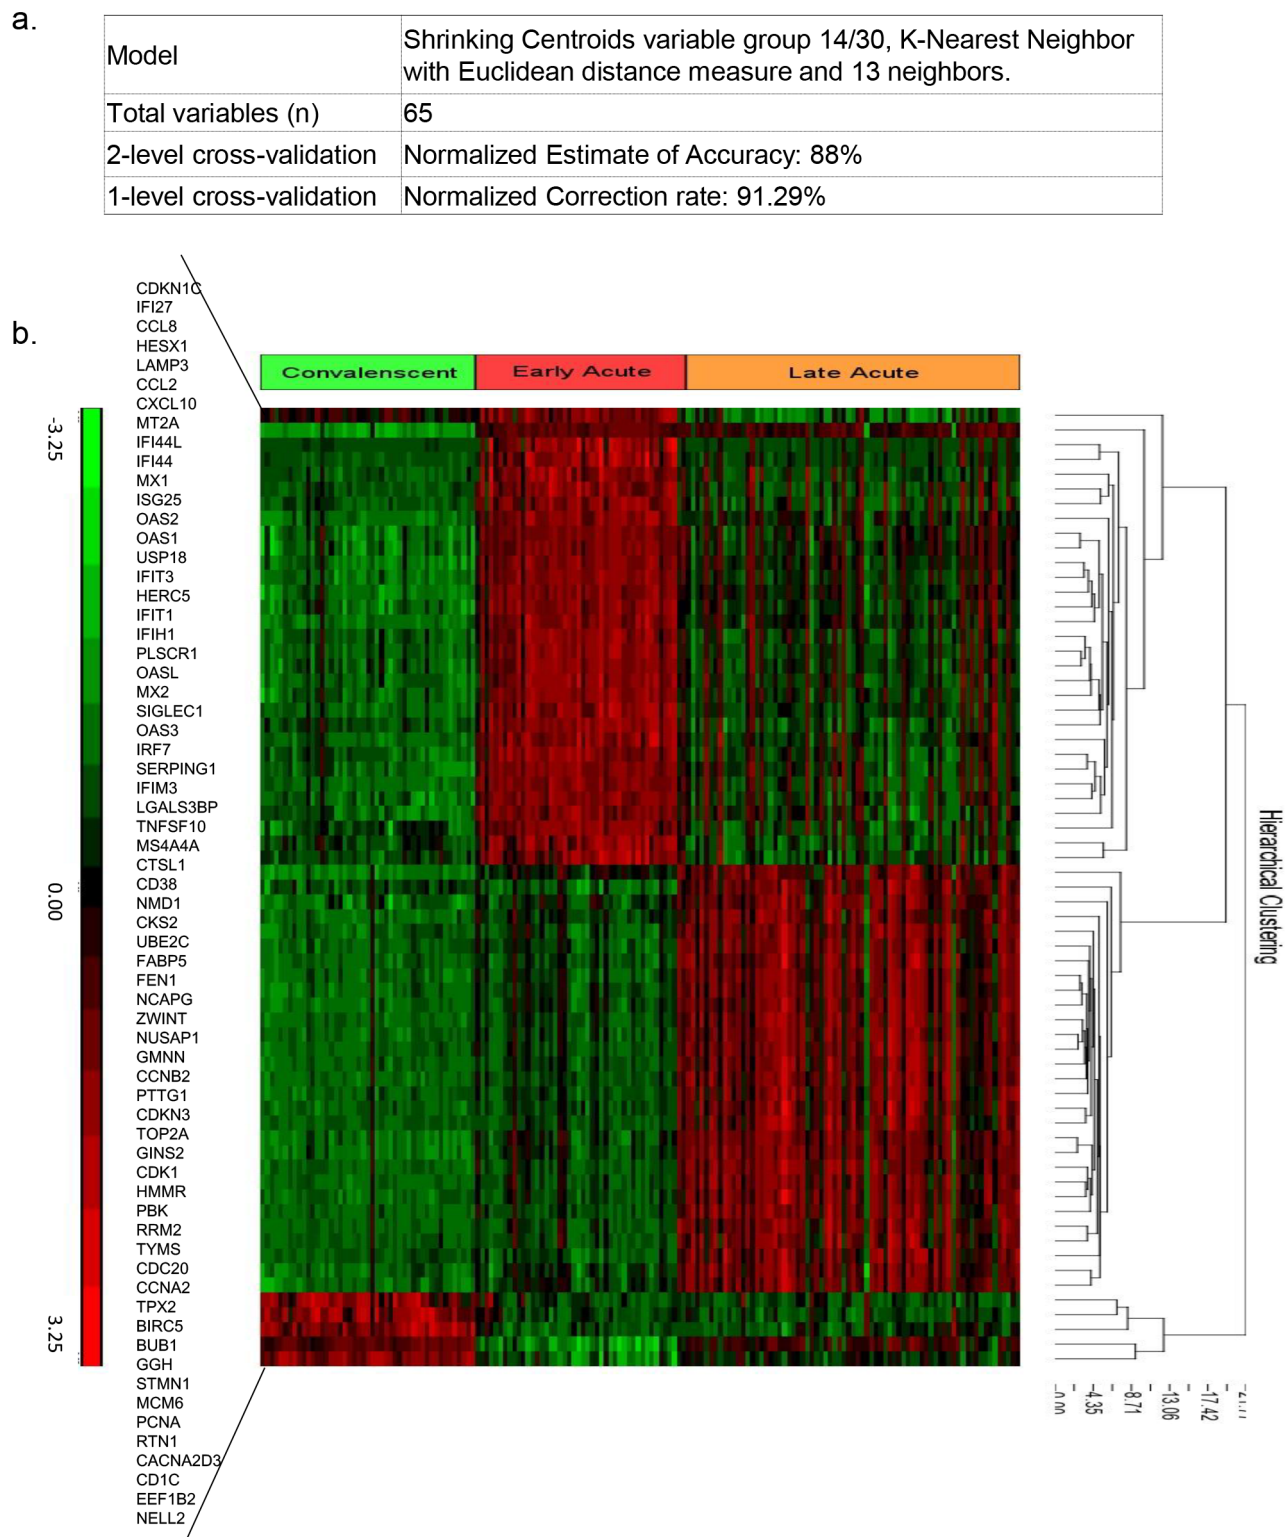 a.
Model
Shrinking Centroids variable group 14/30, K-Nearest Neighbor
with Euclidean distance measure and 13 neighbors.
Total variables (n)
65
2-level cross-validation
Normalized Estimate of Accuracy: 88%
1-level cross-validation
Normalized Correction rate: 91.29%
b.
CDKN1C
IFI27
CCL8
HESX1
LAMP3
CCL2
CXCL10
MT2A
IFI44L
IFI44
MX1
ISG25
OAS2
OAS1
USP18
IFIT3
HERC5
IFIT1
IFIH1
PLSCR1
OASL
MX2
SIGLEC1
OAS3
IRF7
SERPING1
IFIM3
LGALS3BP
TNFSF10
MS4A4A
CTSL1
CD38
NMD1
CKS2
UBE2C
FABP5
FEN1
NCAPG
ZWINT
NUSAP1
GMNN
CCNB2
PTTG1
CDKN3
TOP2A
GINS2
CDK1
HMMR
PBK
RRM2
TYMS
CDC20
CCNA2
TPX2
BIRC5
BUB1
GGH
STMN1
MCM6
PCNA
RTN1
CACNA2D3
CD1C
EEF1B2
NELL2
-3.25
0.00
3.25
Convalenscent
Early Acute
Late Acute
Hierarchical Clustering
-4.35
-8.71
-13.06
-17.42